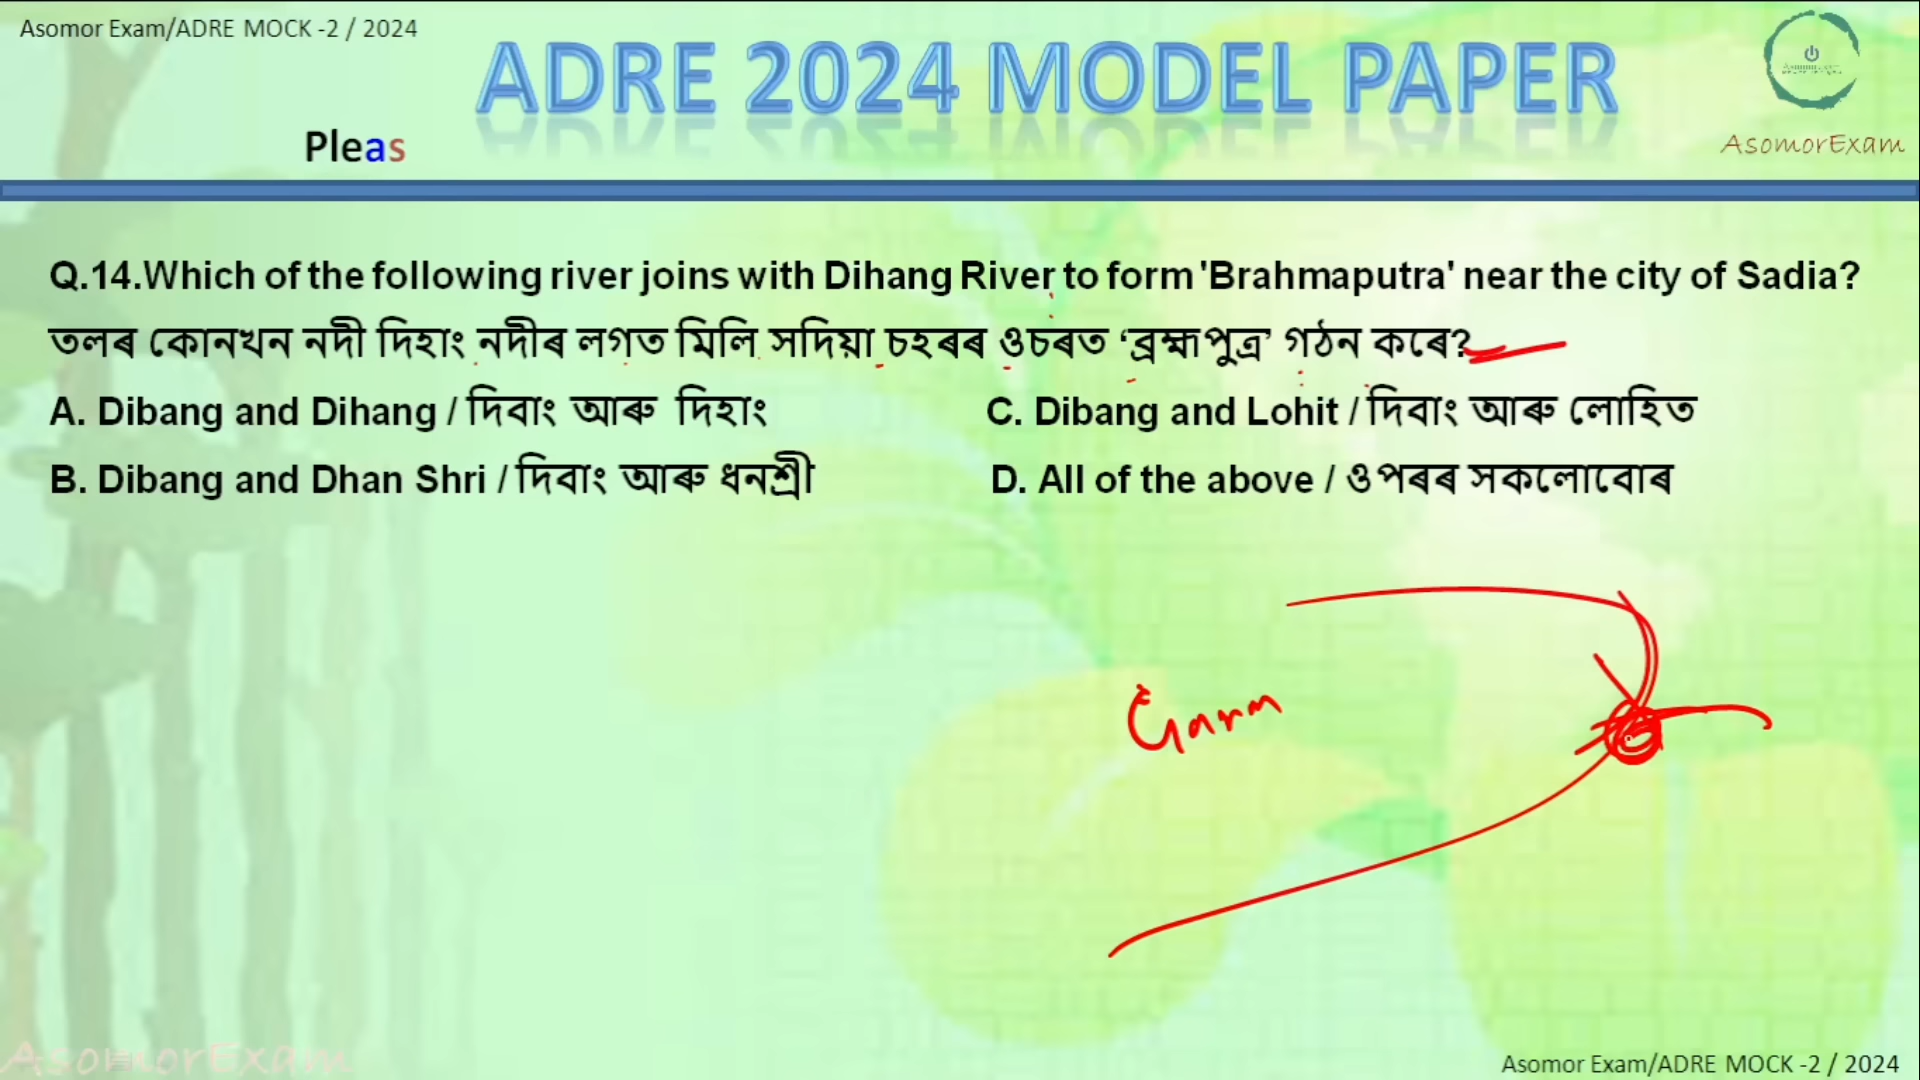 Asomor Exam/ADRE MOCK -2 / 2024
ADRE 2024 MODEL PAPER
Pleas
AsomorExam
Q.14.Which of the following river joins with Dihang River to form 'Brahmaputra' near the city of Sadia?
তলৰ কোনখন নদী দিহাং নদীৰ লগত মিলি সদিয়া চহৰৰ ওচৰত ‘ব্ৰহ্মপুত্ৰ’ গঠন কৰে?
A. Dibang and Dihang / দিবাং আৰু দিহাং
C. Dibang and Lohit / দিবাং আৰু লোহিত
B. Dibang and Dhan Shri / দিবাং আৰু ধনশ্ৰী
D. All of the above / ওপৰৰ সকলোবোৰ
AsomorExam
Asomor Exam/ADRE MOCK -2 / 2024